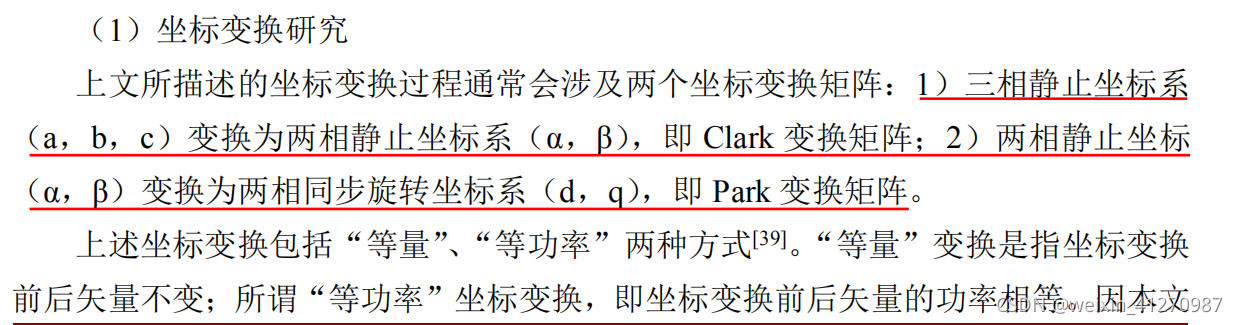 （1）坐标变换研究
上文所描述的坐标变换过程通常会涉及两个坐标变换矩阵：1）三相静止坐标系
（a，b，c）变换为两相静止坐标系（α，β），即 Clark 变换矩阵；2）两相静止坐标
（α，β）变换为两相同步旋转坐标系（d，q），即 Park 变换矩阵。
上述坐标变换包括“等量”、“等功率”两种方式[39]。“等量”变换是指坐标变换
前后矢量不变；所谓“等功率”坐标变换，即坐标变换前后矢量的功率相等。因本文
CSDN @weixin_41270987